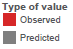 Type of value
Observed
Predicted